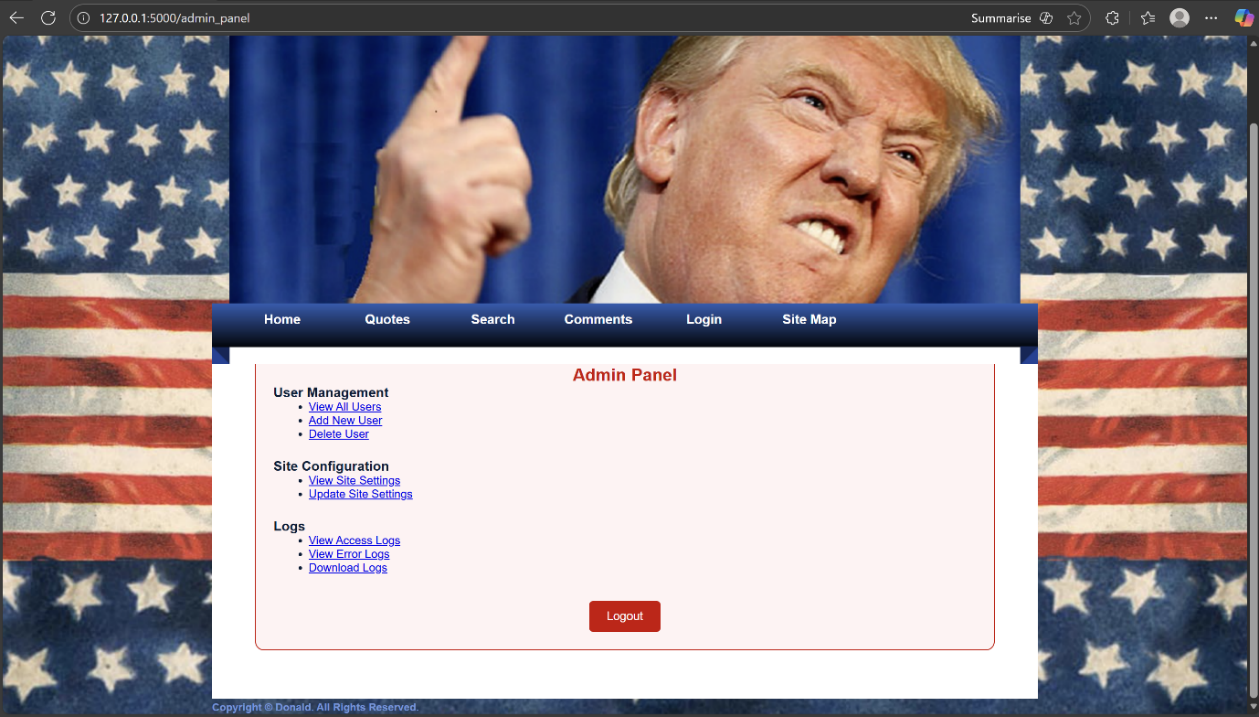 127.0.0.1:5000/admin_panel
Summarise
Home Quotes Search Comments Login Site Map
Admin Panel
User Management
• View All Users
• Add New User
• Delete User
Site Configuration
• View Site Settings
• Update Site Settings
Logs
• View Access Logs
• View Error Logs
• Download Logs
Logout
Copyright © Donald. All Rights Reserved.